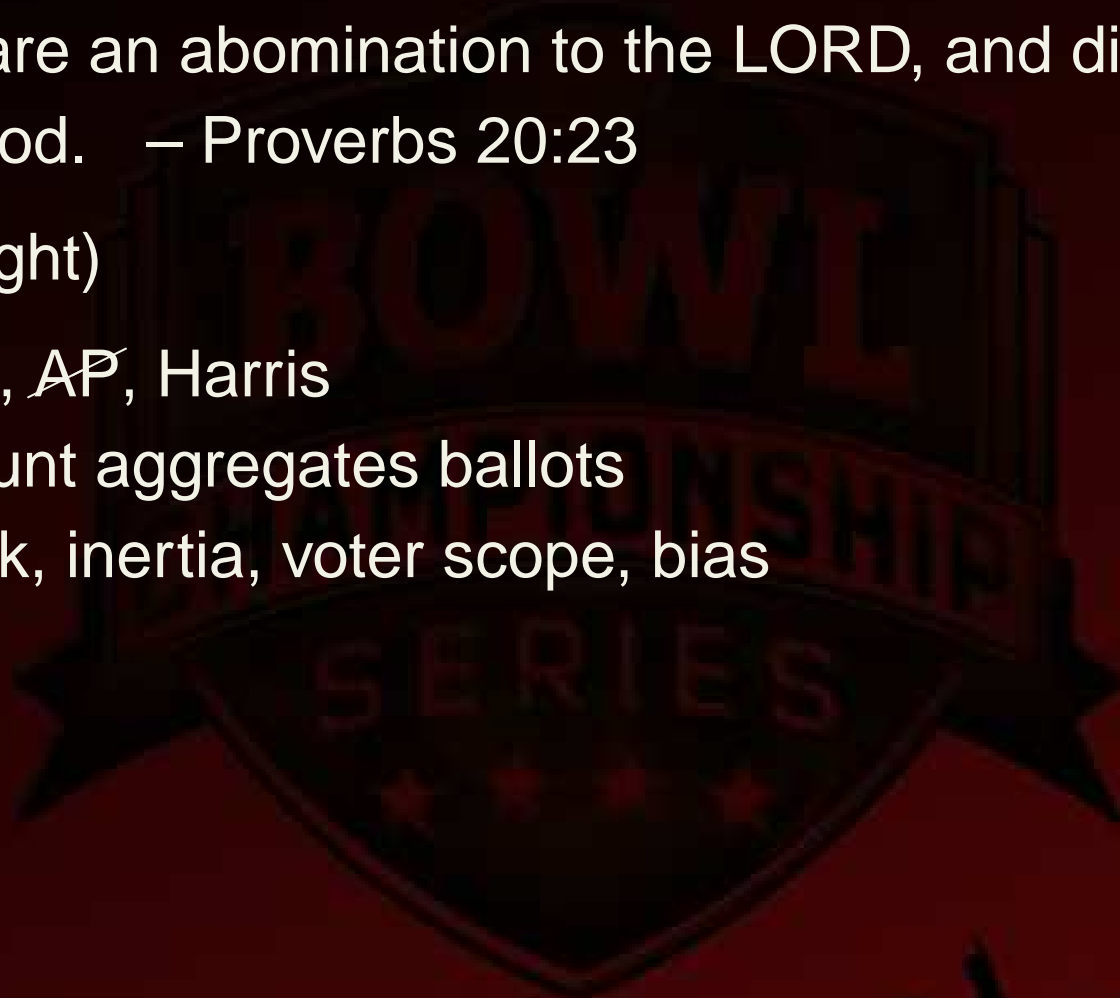 are an abomination to the LORD, and di
od. – Proverbs 20:23
ght)
, AP, Harris
unt aggregates ballots
k, inertia, voter scope, bias
BOWL
CHAMPIONSHIP
SERIES